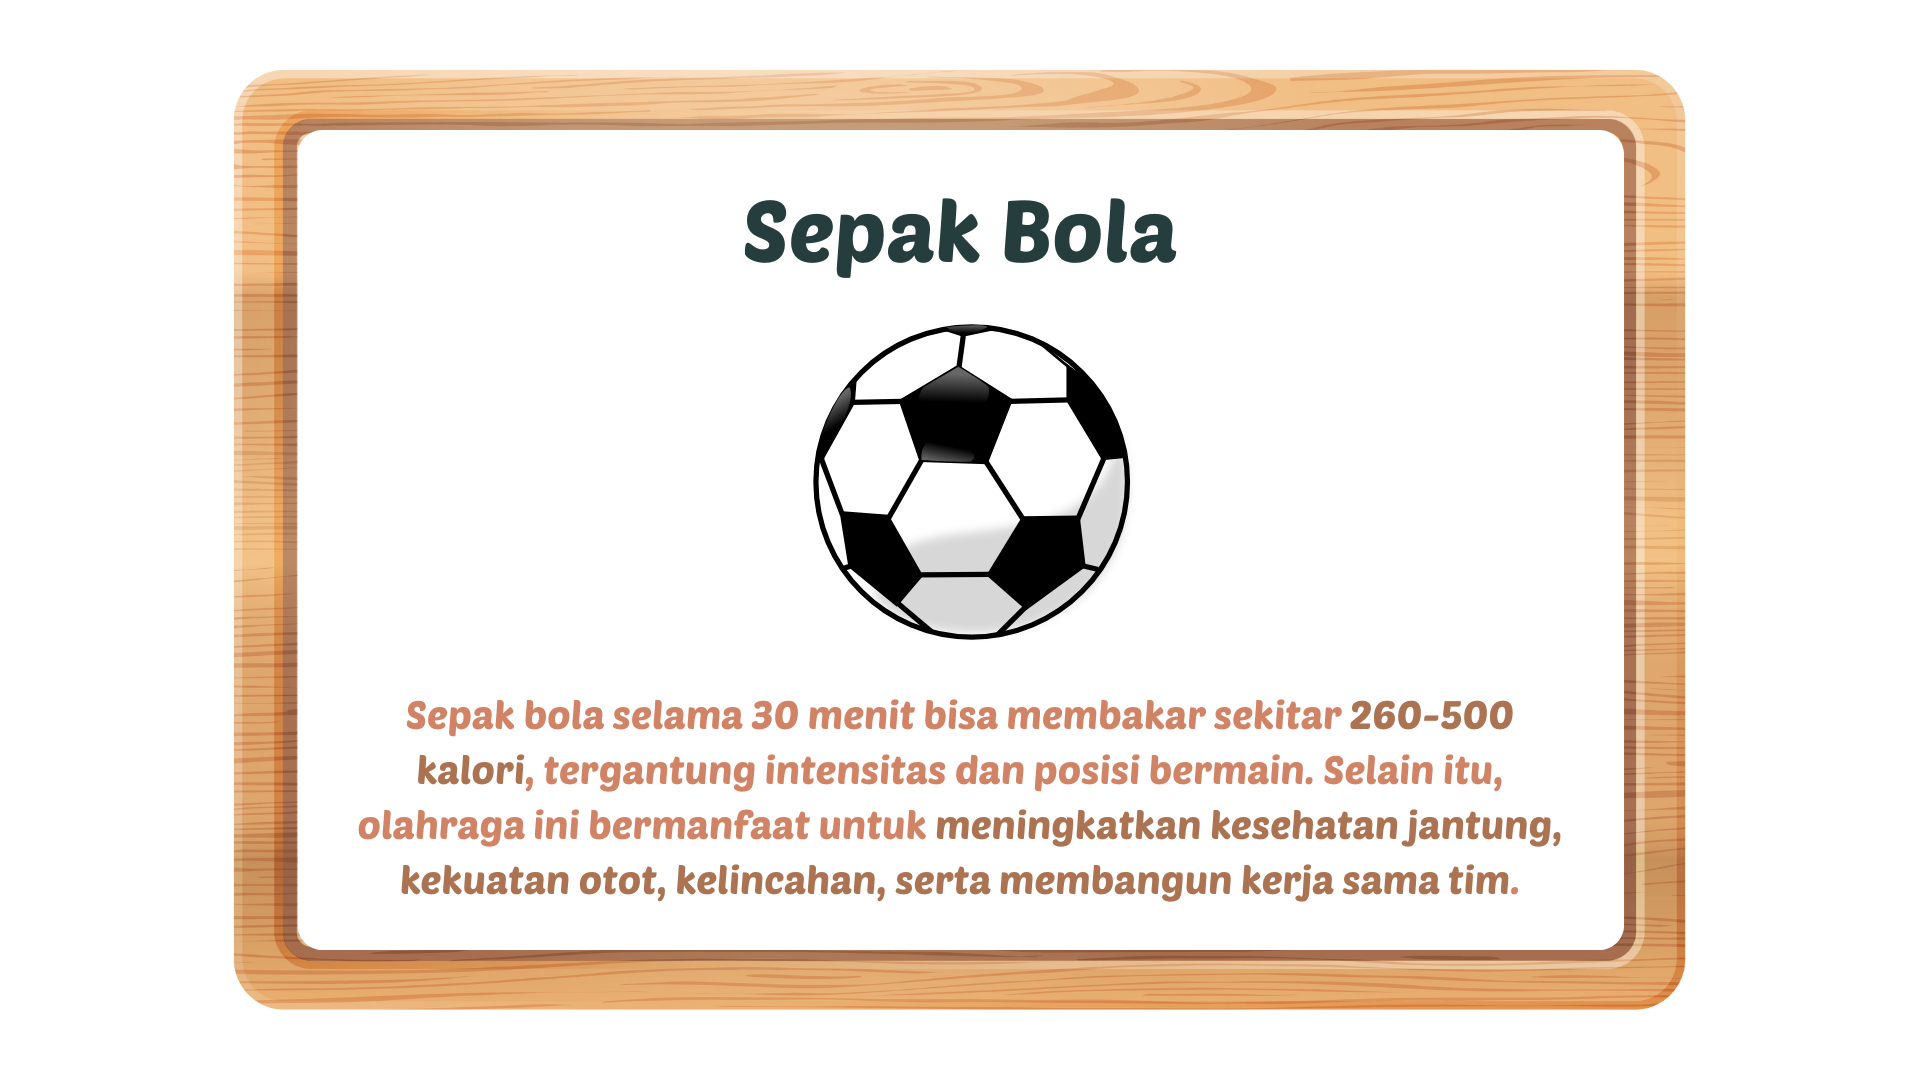 Sepak Bola
Sepak bola selama 30 menit bisa membakar sekitar 260-500
kalori, tergantung intensitas dan posisi bermain. Selain itu,
olahraga ini bermanfaat untuk meningkatkan kesehatan jantung,
kekuatan otot, kelincahan, serta membangun kerja sama tim.